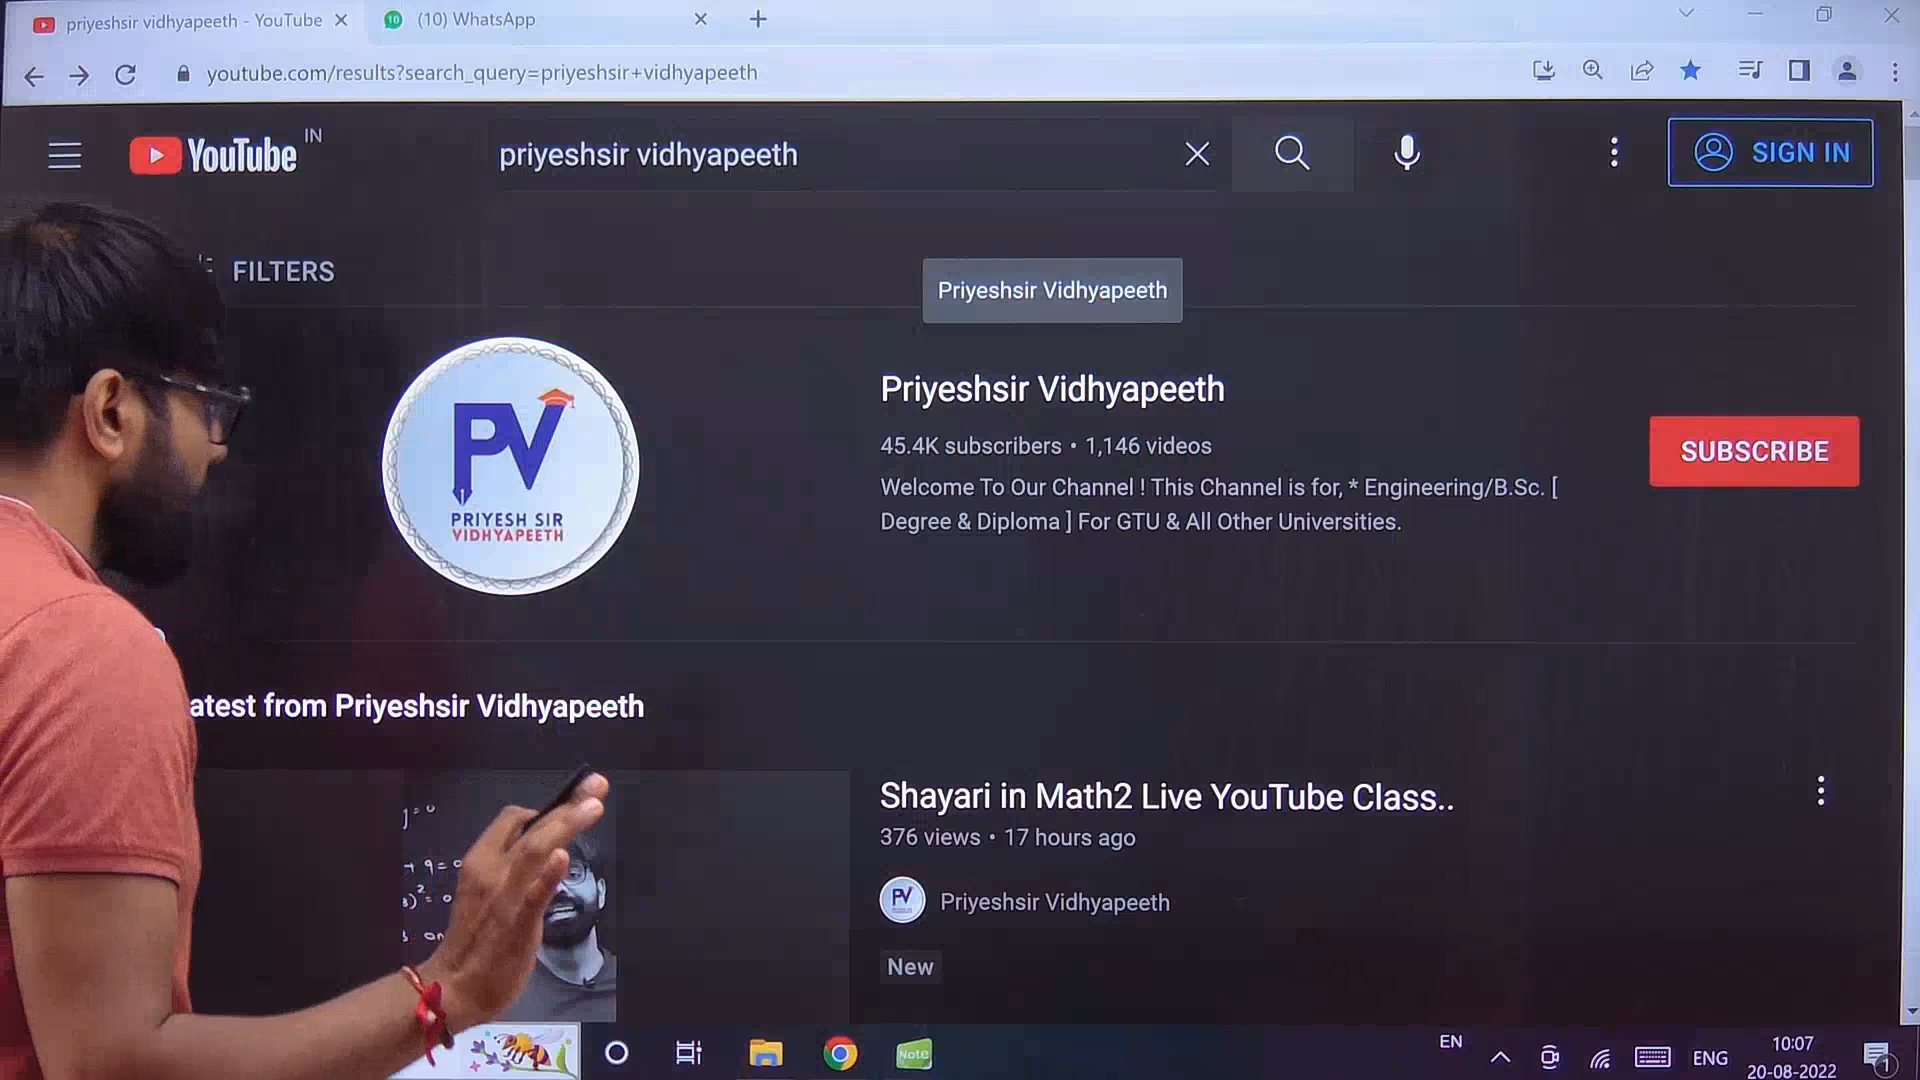 priyeshsir vidhyapeeth - YouTube
(10) WhatsApp
youtube.com/results?search_query=priyeshsir+vidhyapeeth
YouTube IN
priyeshsir vidhyapeeth
SIGN IN
FILTERS
Priyeshsir Vidhyapeeth
PV
PRIYESH SIR
VIDHYAPEETH
Priyeshsir Vidhyapeeth
45.4K subscribers • 1,146 videos
Welcome To Our Channel ! This Channel is for, * Engineering/B.Sc. [
Degree & Diploma ] For GTU & All Other Universities.
SUBSCRIBE
atest from Priyeshsir Vidhyapeeth
Shayari in Math2 Live YouTube Class..
376 views • 17 hours ago
PV
Priyeshsir Vidhyapeeth
New
Note
EN
ENG
10:07
20-08-2022
1